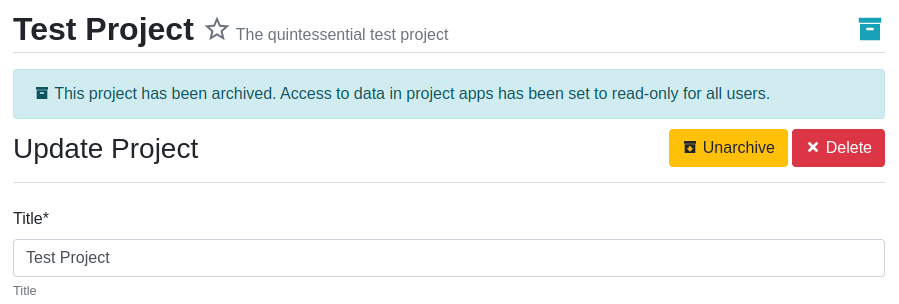 Test Project The quintessential test project
This project has been archived. Access to data in project apps has been set to read-only for all users.
Update Project Unarchive Delete
Title*
Test Project
Title